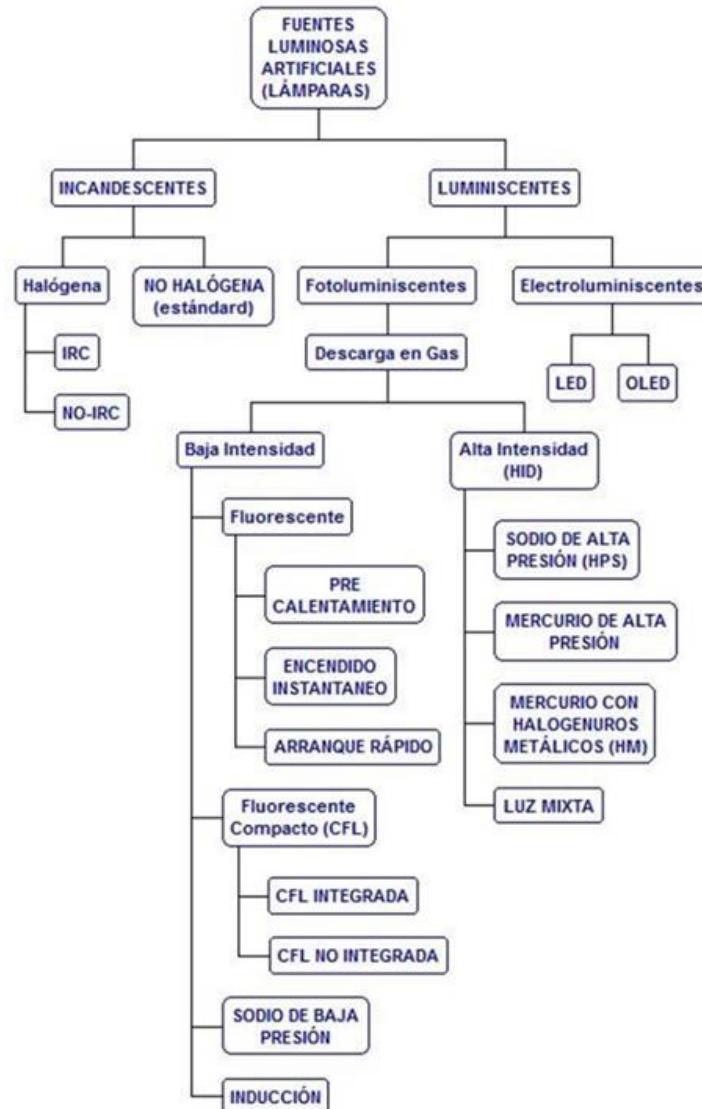 FUENTES
LUMINOSAS
ARTIFICIALES
(LÁMPARAS)
INCANDESCENTES
LUMINISCENTES
Halógena
NO HALÓGENA
(estándard)
Fotoluminiscentes
Electroluminiscentes
IRC
NO-IRC
Descarga en Gas
LED
OLED
Baja Intensidad
Alta Intensidad
(HID)
Fluorescente
PRE
CALENTAMIENTO
ENCENDIDO
INSTANTANEO
ARRANQUE RÁPIDO
Fluorescente
Compacto (CFL)
CFL INTEGRADA
CFL NO INTEGRADA
SODIO DE BAJA
PRESIÓN
INDUCCIÓN
SODIO DE ALTA
PRESIÓN (HPS)
MERCURIO DE ALTA
PRESIÓN
MERCURIO CON
HALOGENUROS
METÁLICOS (HM)
LUZ MIXTA